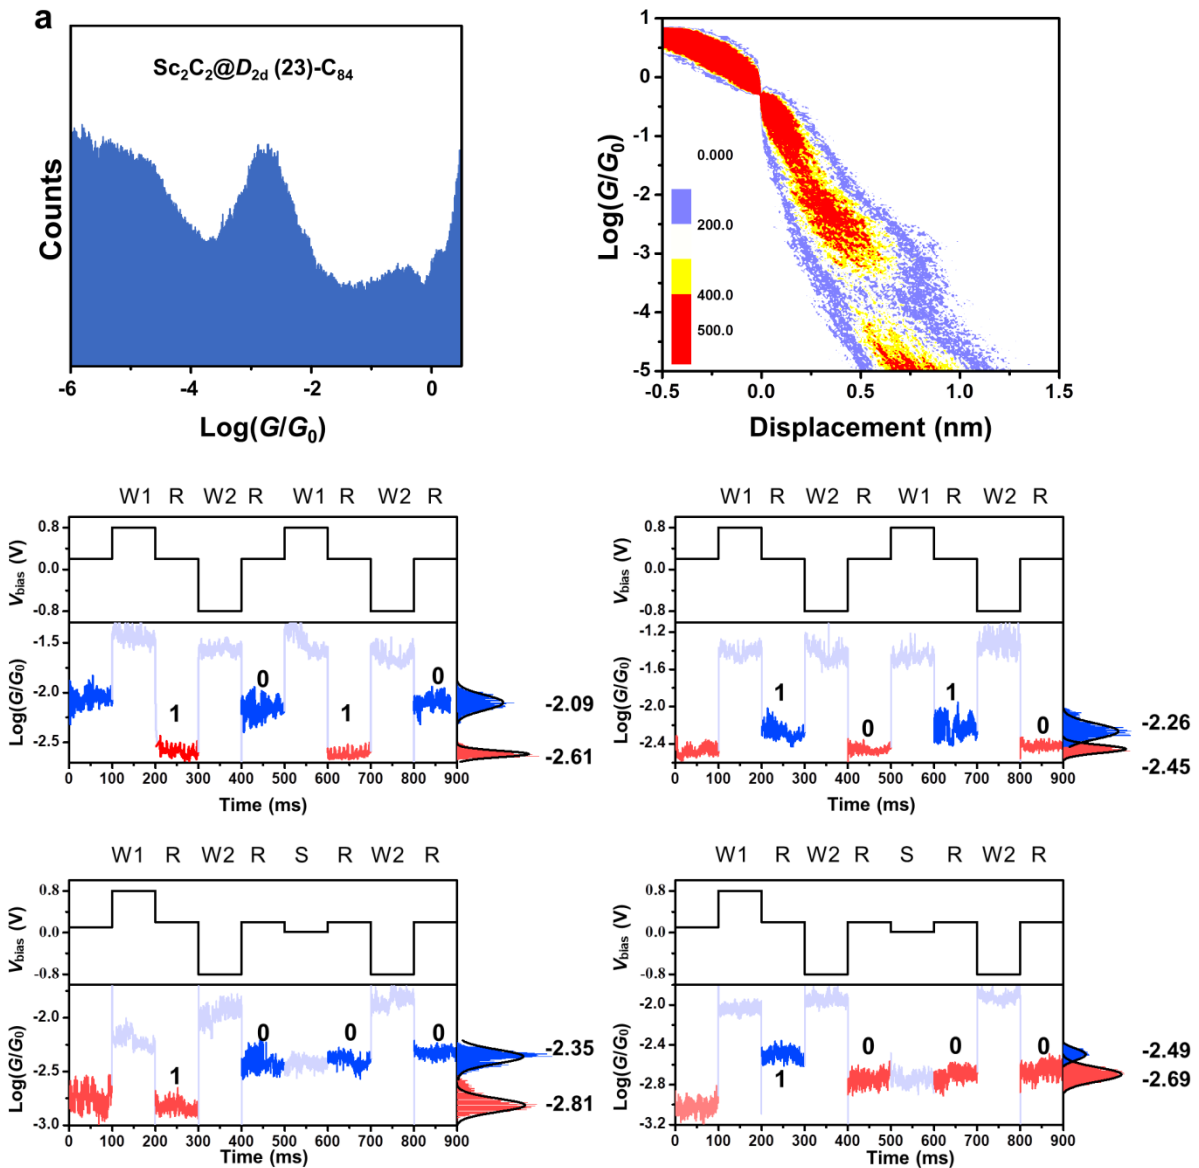 a
Sc₂C₂@D₂d (23)-C₈₄
Counts
-6 -4 -2 0
Log(G/G₀)
1
0
-1
-2
-3
-4
-5
Log(G/G₀)
0.000
200.0
400.0
500.0
-0.5 0.0 0.5 1.0 1.5
Displacement (nm)
W1 R W2 R W1 R W2 R
0.8
0.0
-0.8
Vbias (V)
-1.5
-2.0
-2.5
Log(G/G₀)
1 0 1 0
-2.09
-2.61
0 100 200 300 400 500 600 700 800 900
Time (ms)
W1 R W2 R W1 R W2 R
0.8
0.0
-0.8
Vbias (V)
-1.2
-1.6
-2.0
-2.4
Log(G/G₀)
1 0 1 0
-2.26
-2.45
0 100 200 300 400 500 600 700 800 900
Time (ms)
W1 R W2 R S R W2 R
0.8
0.0
-0.8
Vbias (V)
-2.0
-2.5
-3.0
Log(G/G₀)
1 0 0 0
-2.35
-2.81
0 100 200 300 400 500 600 700 800 900
Time (ms)
W1 R W2 R S R W2 R
0.8
0.0
-0.8
Vbias (V)
-2.0
-2.4
-2.8
-3.2
Log(G/G₀)
1 0 0 0
-2.49
-2.69
0 100 200 300 400 500 600 700 800 900
Time (ms)